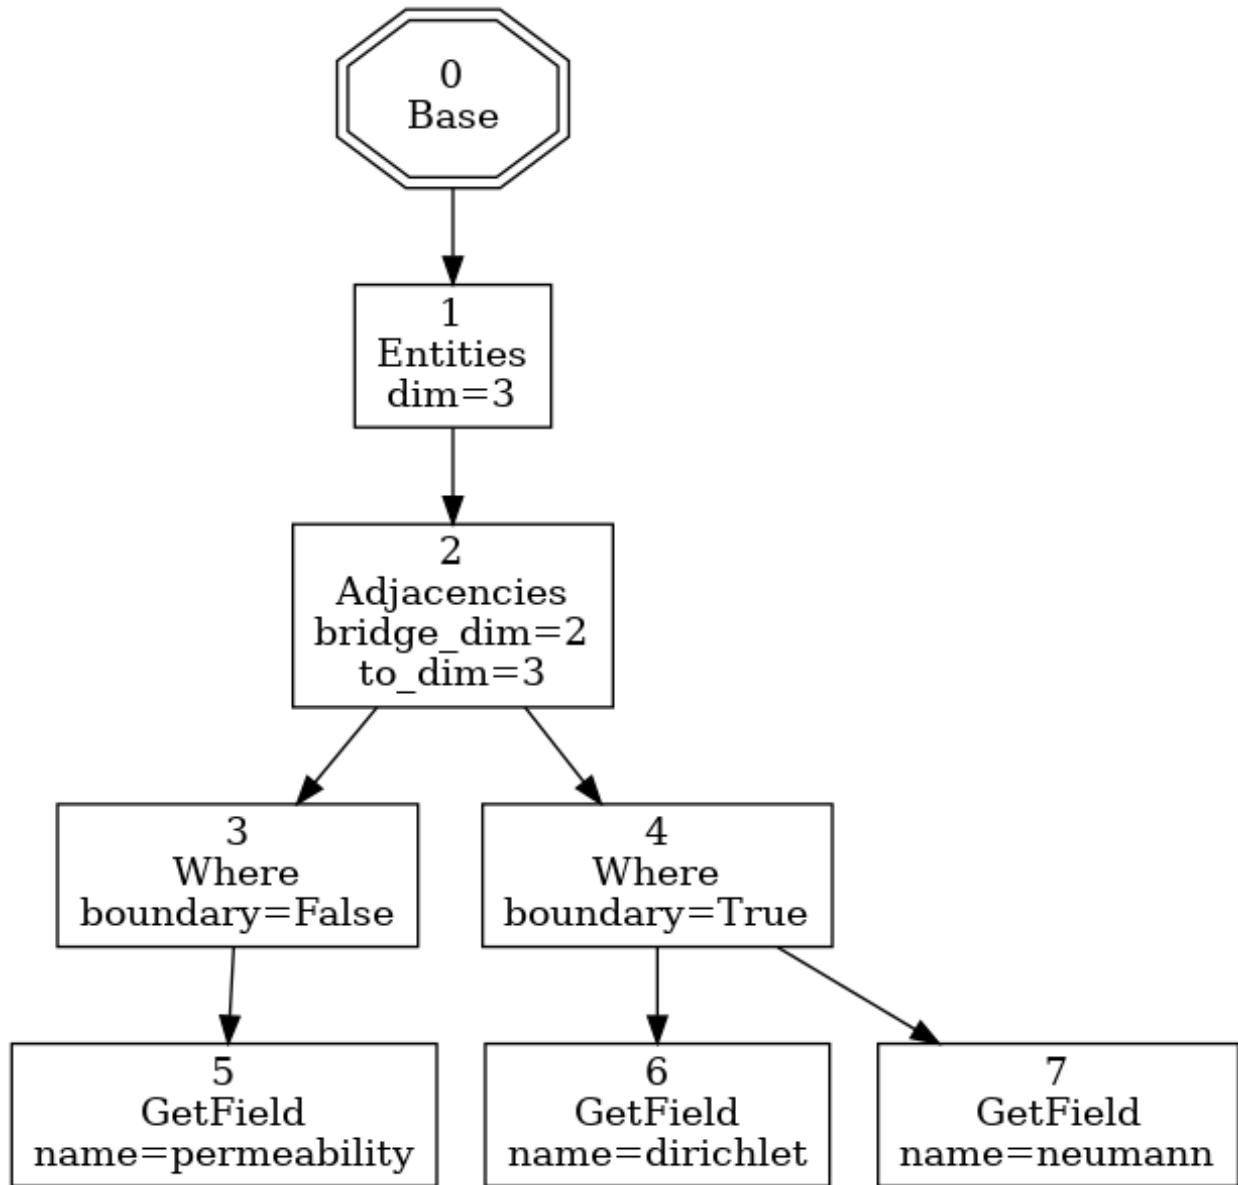 0
Base
1
Entities
dim=3
2
Adjacencies
bridge_dim=2
to_dim=3
3
Where
boundary=False
4
Where
boundary=True
5
GetField
name=permeability
6
GetField
name=dirichlet
7
GetField
name=neumann